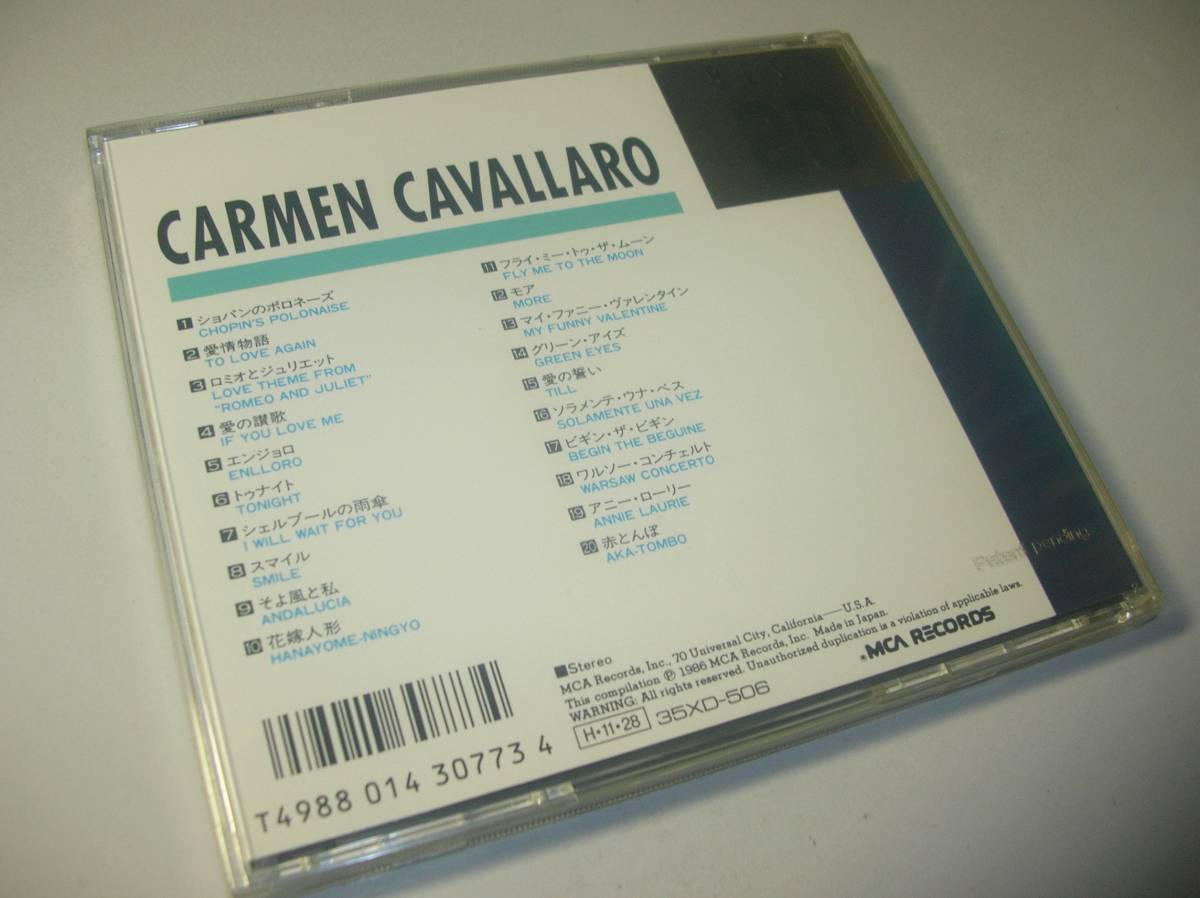 CARMEN CAVALLARO
1 ショパンのポロネーズ
CHOPIN'S POLONAISE
2 愛情物語
TO LOVE AGAIN
3 ロミオとジュリエット
LOVE THEME FROM
"ROMEO AND JULIET"
4 愛の讃歌
IF YOU LOVE ME
5 エンジョロ
ENLLORO
6 トゥナイト
TONIGHT
7 シェルブールの雨傘
I WILL WAIT FOR YOU
8 スマイル
SMILE
9 そよ風と私
ANDALUCIA
10 花嫁人形
HANAYOME-NINGYO
11 フライ・ミー・トゥ・ザ・ムーン
FLY ME TO THE MOON
12 モア
MORE
13 マイ・ファニー・ヴァレンタイン
MY FUNNY VALENTINE
14 グリーン・アイズ
GREEN EYES
15 愛の誓い
TILL
16 ソラメンテ・ウナ・ベス
SOLAMENTE UNA VEZ
17 ビギン・ザ・ビギン
BEGIN THE BEGUINE
18 ワルソー・コンチェルト
WARSAW CONCERTO
19 アニー・ローリー
ANNIE LAURIE
20 赤とんぼ
AKA-TOMBO
Patent pending
■Stereo
MCA Records, Inc., 70 Universal City, California—U.S.A.
This compilation ℗ 1986 MCA Records, Inc. Made in Japan.
WARNING: All rights reserved. Unauthorized duplication is a violation of applicable laws.
H・11・28 35XD-506
MCA RECORDS
T4988 014 30773 4